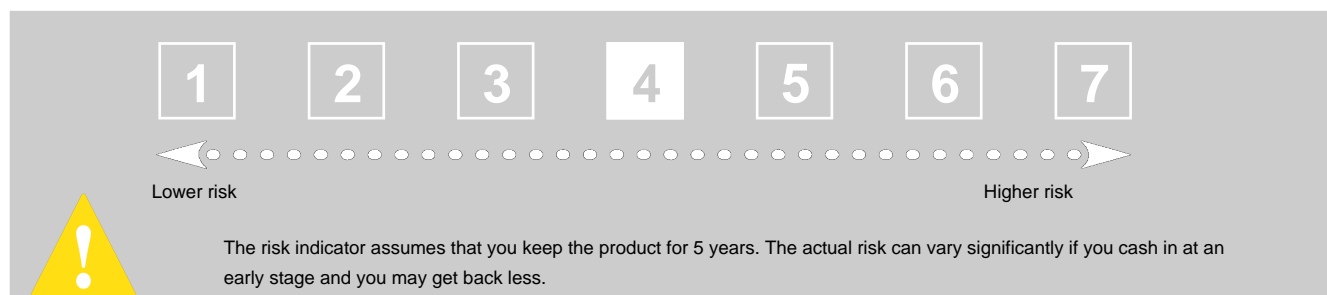 1 2 3 4 5 6 7
Lower risk Higher risk
!
The risk indicator assumes that you keep the product for 5 years. The actual risk can vary significantly if you cash in at an
early stage and you may get back less.